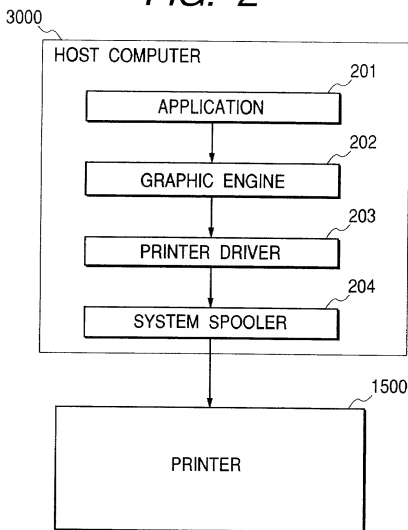 FIG. 2
3000
HOST COMPUTER
201
APPLICATION
202
GRAPHIC ENGINE
203
PRINTER DRIVER
204
SYSTEM SPOOLER
1500
PRINTER